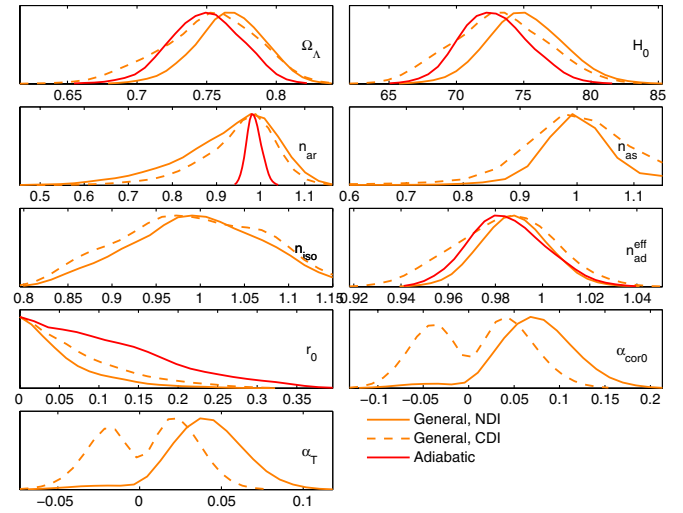 Ω_Λ
H_0
0.65 0.7 0.75 0.8
65 70 75 80 85
n_ar
n_as
0.5 0.6 0.7 0.8 0.9 1 1.1
0.6 0.7 0.8 0.9 1 1.1
n_iso
n_ad^eff
0.8 0.85 0.9 0.95 1 1.05 1.1 1.15
0.92 0.94 0.96 0.98 1 1.02 1.04
r_0
α_cor0
0 0.05 0.1 0.15 0.2 0.25 0.3 0.35
−0.1 −0.05 0 0.05 0.1 0.15 0.2
α_T
General, NDI
General, CDI
Adiabatic
−0.05 0 0.05 0.1